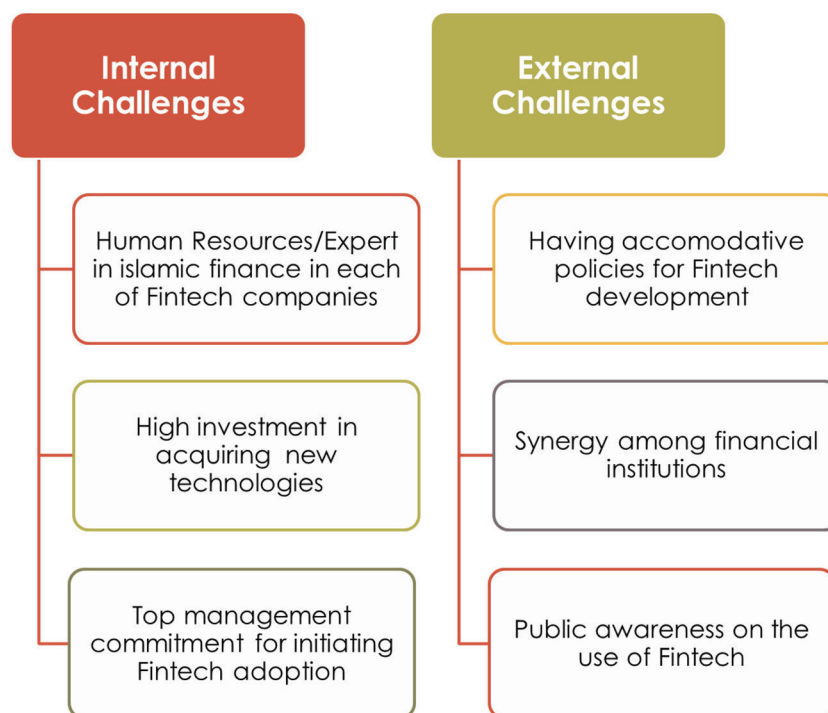 Internal
Challenges
Human Resources/Expert
in islamic finance in each
of Fintech companies
High investment in
acquiring new
technologies
Top management
commitment for initiating
Fintech adoption
External
Challenges
Having accomodative
policies for Fintech
development
Synergy among financial
institutions
Public awareness on the
use of Fintech